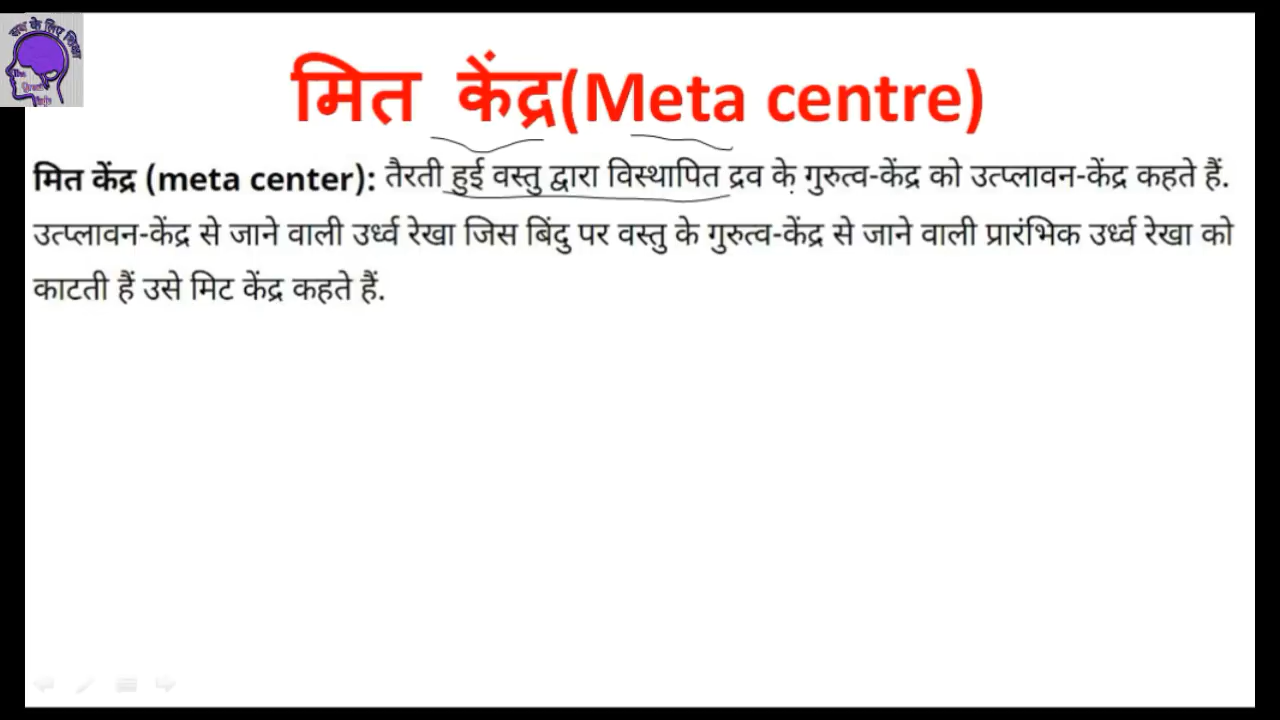 सब के लिए शिक्षा
मित केंद्र(Meta centre)
मित केंद्र (meta center): तैरती हुई वस्तु द्वारा विस्थापित द्रव के गुरुत्व-केंद्र को उत्प्लावन-केंद्र कहते हैं.
उत्प्लावन-केंद्र से जाने वाली उर्ध्व रेखा जिस बिंदु पर वस्तु के गुरुत्व-केंद्र से जाने वाली प्रारंभिक उर्ध्व रेखा को
काटती हैं उसे मिट केंद्र कहते हैं.